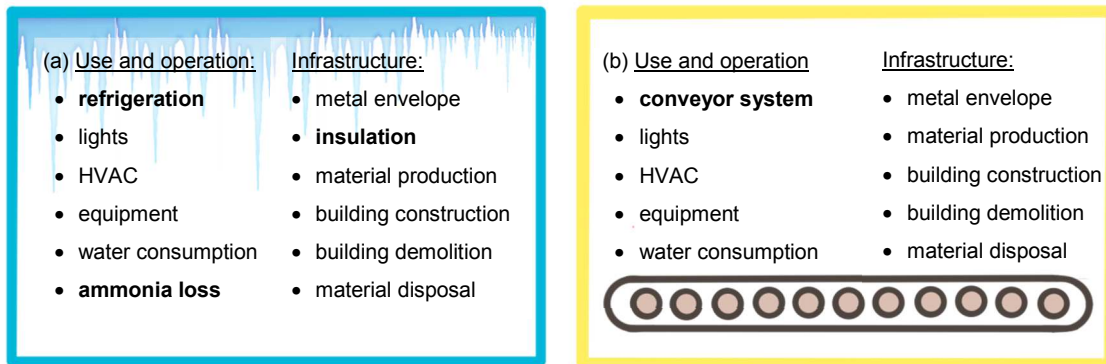 (a) Use and operation:
• refrigeration
• lights
• HVAC
• equipment
• water consumption
• ammonia loss
Infrastructure:
• metal envelope
• insulation
• material production
• building construction
• building demolition
• material disposal
(b) Use and operation
• conveyor system
• lights
• HVAC
• equipment
• water consumption
Infrastructure:
• metal envelope
• material production
• building construction
• building demolition
• material disposal